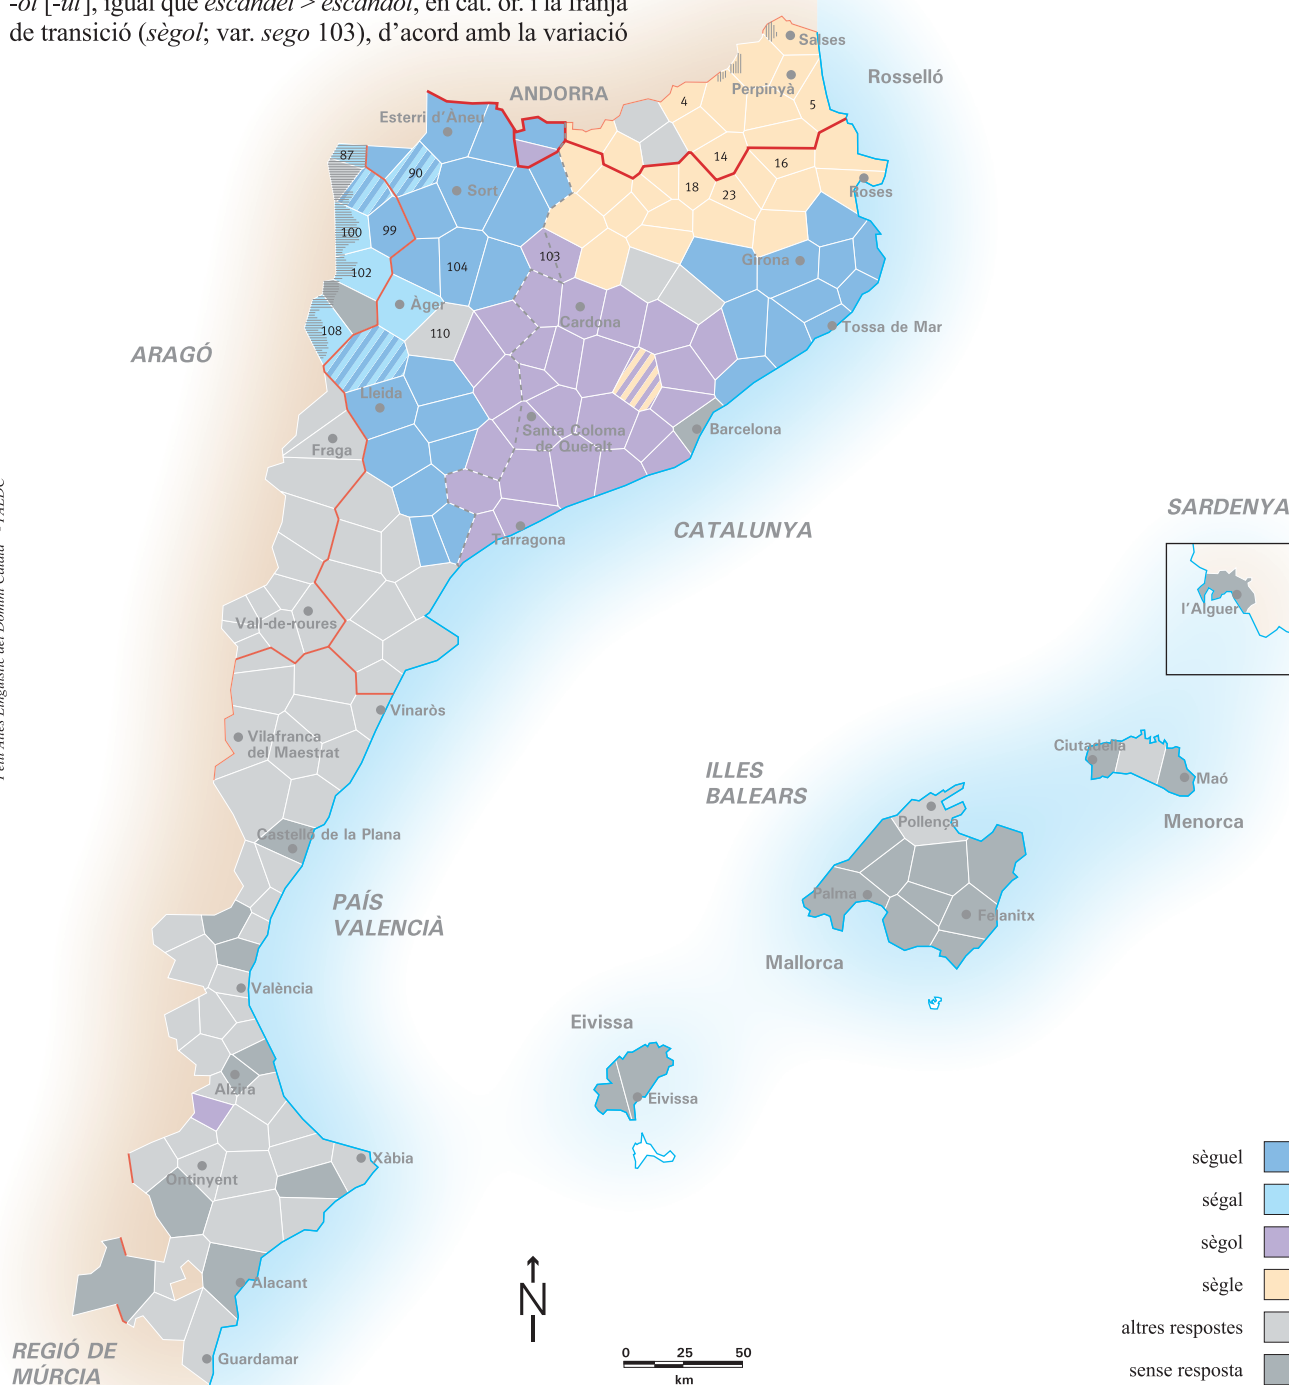 -ol [-ul], igual que escandel > escandol, en cat. or. i la franja
de transició (sègol; var. sego 103), d’acord amb la variació
Salses
Rosselló
Perpinyà
ANDORRA
4
5
Esterri d’Àneu
87
90
14
16
Sort
18
23
Roses
100
99
103
Girona
102
104
Àger
Cardona
Tossa de Mar
108
110
ARAGÓ
Lleida
Santa Coloma
de Queralt
Barcelona
Fraga
SARDENYA
CATALUNYA
Tarragona
l’Alguer
Vall-de-roures
Vinaròs
Vilafranca
del Maestrat
Ciutadella
Maó
ILLES
BALEARS
Menorca
Pollença
Castelló de la Plana
Palma
Felanitx
PAÍS
VALENCIÀ
Mallorca
València
Eivissa
Alzira
Eivissa
Xàbia
Ontinyent
sèguel
ségal
sègol
sègle
altres respostes
sense resposta
Alacant
N
REGIÓ DE
MÚRCIA
Guardamar
0 25 50
km